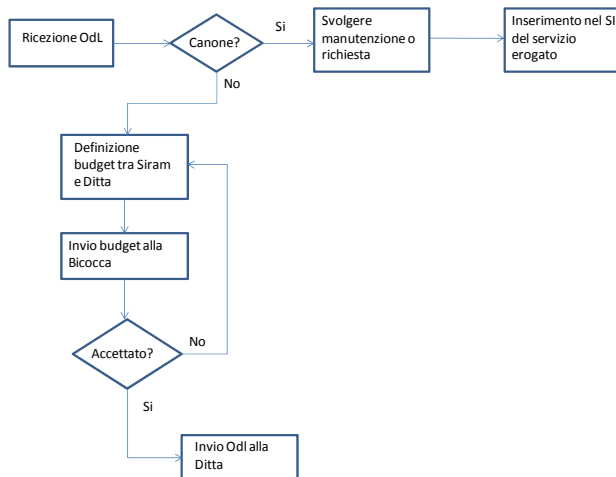 Ricezione OdL
Canone?
Si
Svolgere
manutenzione o
richiesta
Inserimento nel SI
del servizio
erogato
No
Definizione
budget tra Siram
e Ditta
Invio budget alla
Bicocca
Accettato?
No
Si
Invio Odl alla
Ditta